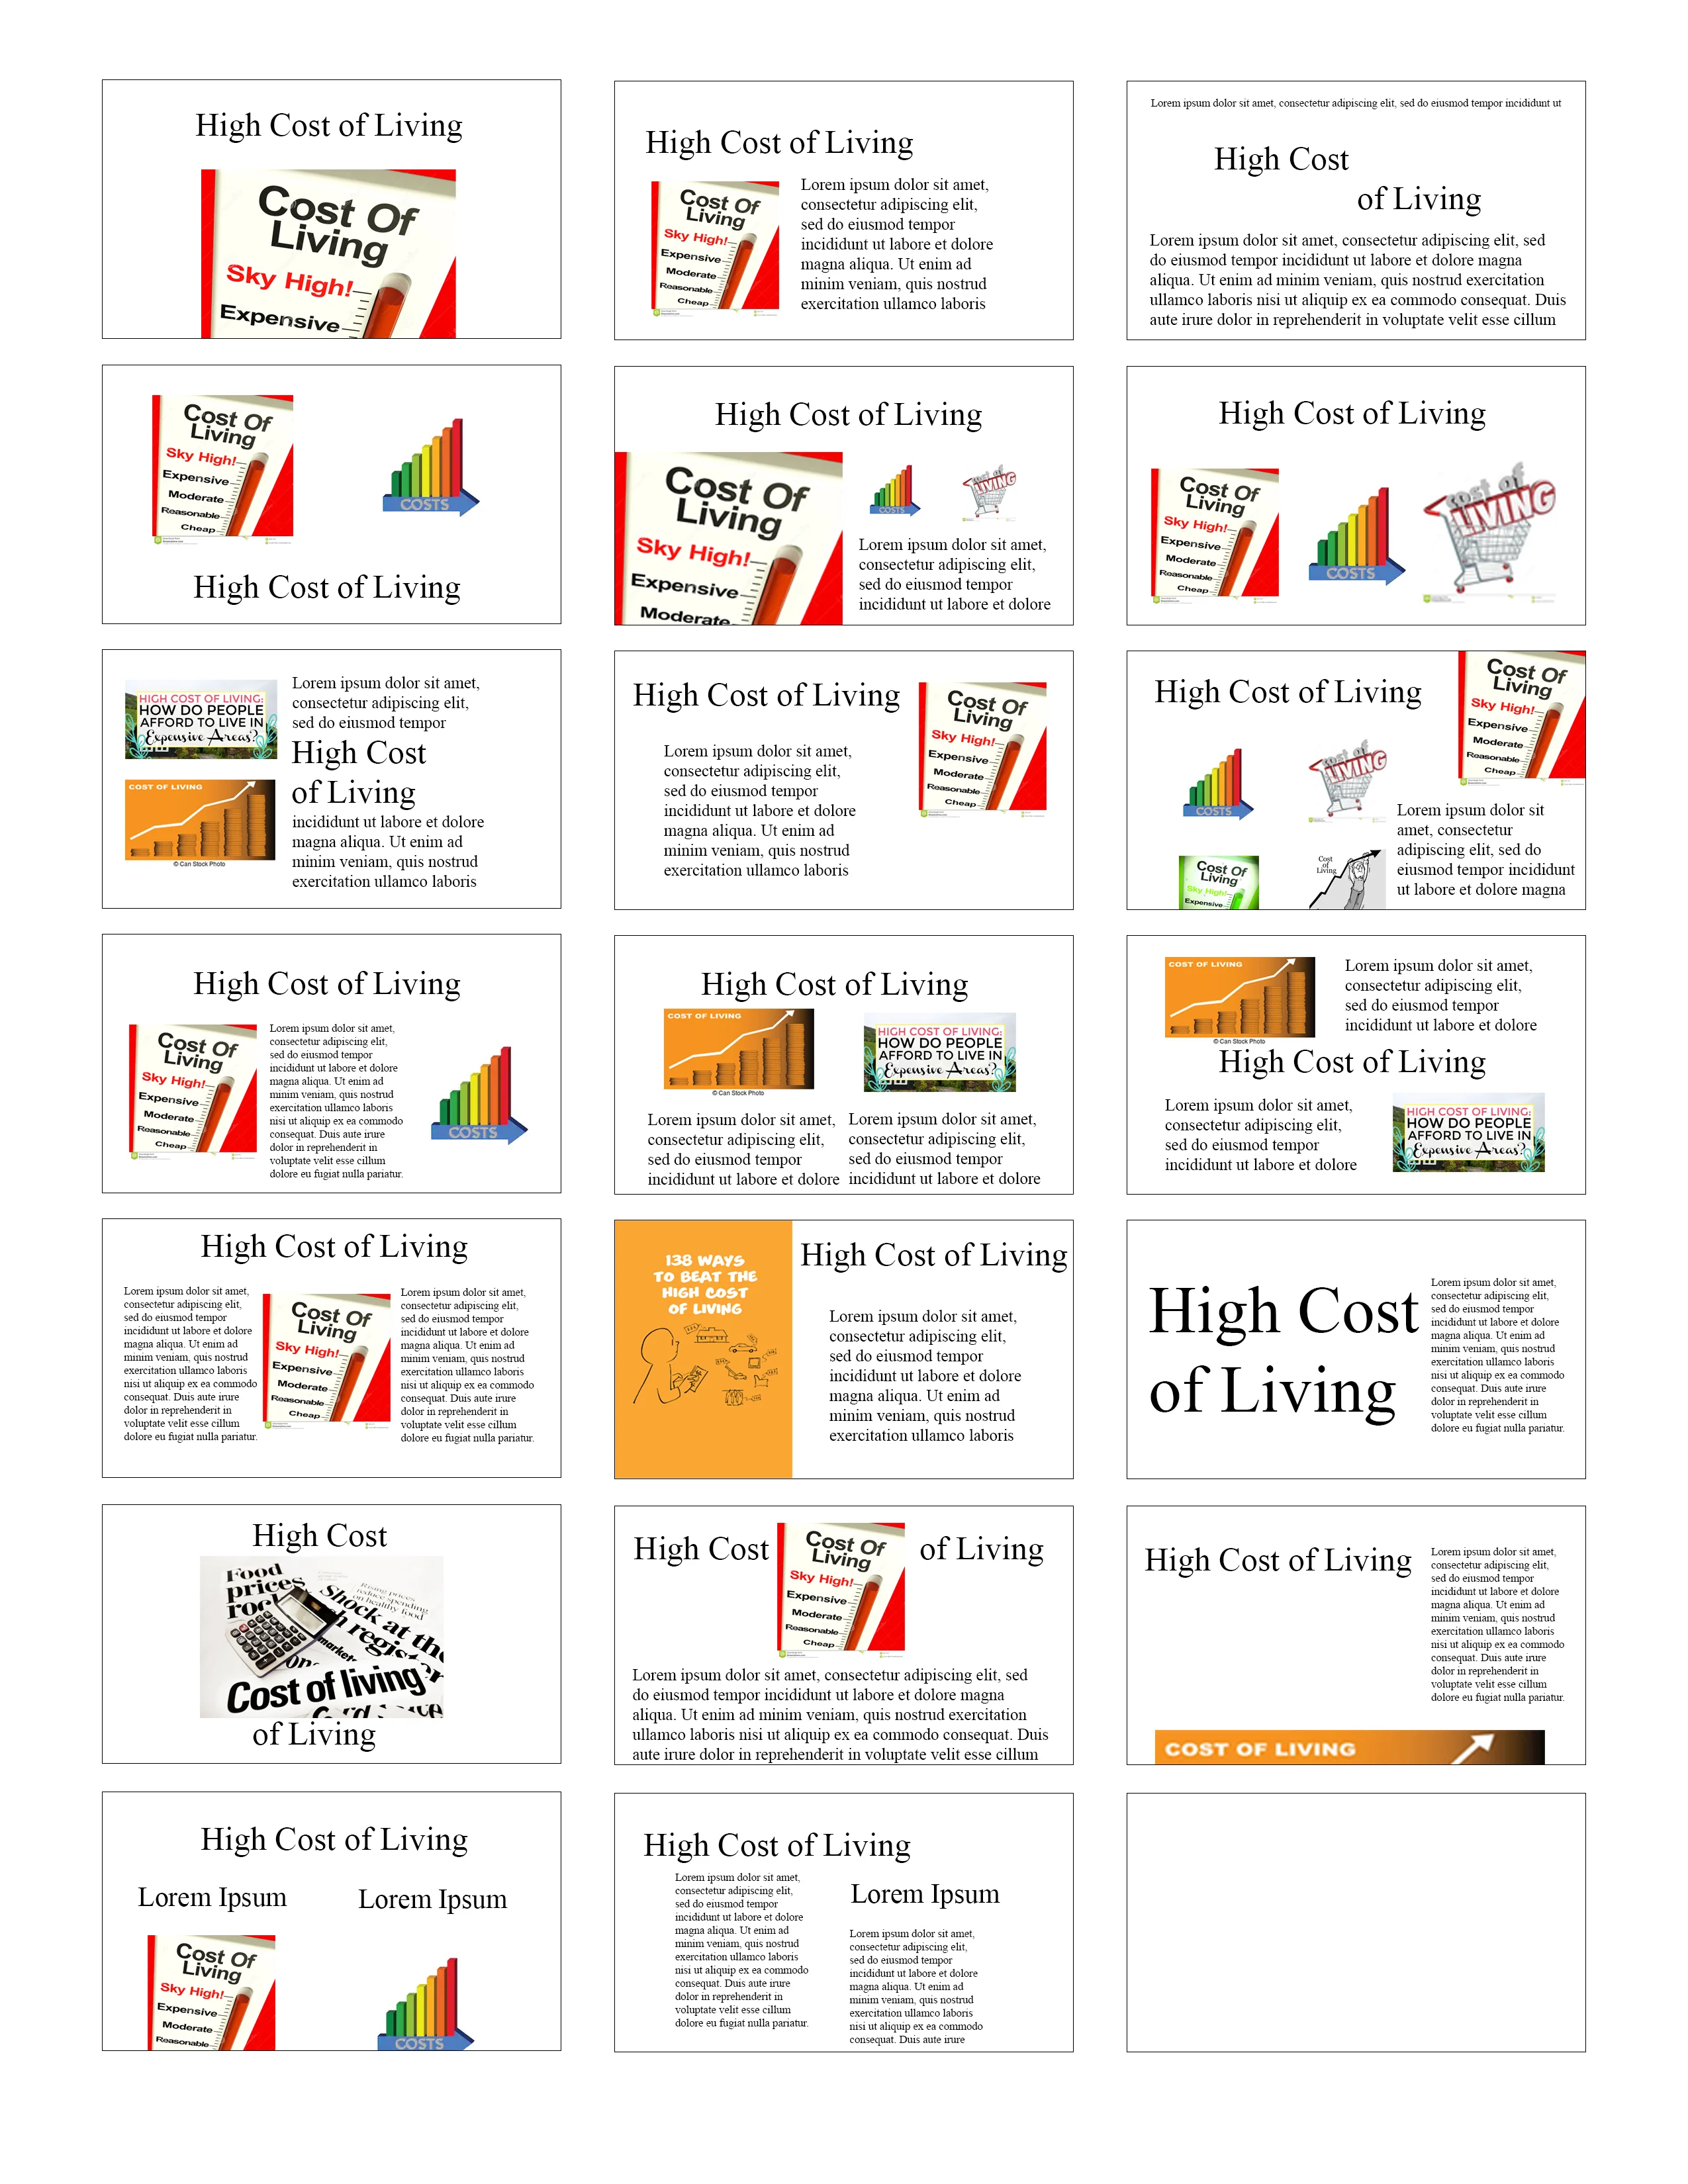 High Cost of Living
Cost Of
Living
Sky High!
Expensive
High Cost of Living
Cost Of
Living
Sky High!
Expensive
Moderate
Reasonable
Cheap
Lorem ipsum dolor sit amet,
consectetur adipiscing elit,
sed do eiusmod tempor
incididunt ut labore et dolore
magna aliqua. Ut enim ad
minim veniam, quis nostrud
exercitation ullamco laboris
Lorem ipsum dolor sit amet, consectetur adipiscing elit, sed do eiusmod tempor incididunt ut
High Cost
of Living
Lorem ipsum dolor sit amet, consectetur adipiscing elit, sed
do eiusmod tempor incididunt ut labore et dolore magna
aliqua. Ut enim ad minim veniam, quis nostrud exercitation
ullamco laboris nisi ut aliquip ex ea commodo consequat. Duis
aute irure dolor in reprehenderit in voluptate velit esse cillum
Cost Of
Living
Sky High!
Expensive
Moderate
Reasonable
Cheap
COSTS
High Cost of Living
High Cost of Living
Cost Of
Living
Sky High!
Expensive
Moderate
COSTS
cost of
LIVING
Lorem ipsum dolor sit amet,
consectetur adipiscing elit,
sed do eiusmod tempor
incididunt ut labore et dolore
High Cost of Living
Cost Of
Living
Sky High!
Expensive
Moderate
Reasonable
Cheap
COSTS
cost of
LIVING
HIGH COST OF LIVING:
HOW DO PEOPLE
AFFORD TO LIVE IN
Expensive Areas?
COST OF LIVING
© Can Stock Photo
Lorem ipsum dolor sit amet,
consectetur adipiscing elit,
sed do eiusmod tempor
High Cost
of Living
incididunt ut labore et dolore
magna aliqua. Ut enim ad
minim veniam, quis nostrud
exercitation ullamco laboris
High Cost of Living
Lorem ipsum dolor sit amet,
consectetur adipiscing elit,
sed do eiusmod tempor
incididunt ut labore et dolore
magna aliqua. Ut enim ad
minim veniam, quis nostrud
exercitation ullamco laboris
Cost Of
Living
Sky High!
Expensive
Moderate
Reasonable
Cheap
High Cost of Living
Cost Of
Living
Sky High!
Expensive
Moderate
Reasonable
Cheap
COSTS
cost of
LIVING
Cost Of
Living
Sky High!
Expensive
Cost
of
Living
Lorem ipsum dolor sit
amet, consectetur
adipiscing elit, sed do
eiusmod tempor incididunt
ut labore et dolore magna
High Cost of Living
Cost Of
Living
Sky High!
Expensive
Moderate
Reasonable
Cheap
Lorem ipsum dolor sit amet,
consectetur adipiscing elit,
sed do eiusmod tempor
incididunt ut labore et dolore
magna aliqua. Ut enim ad
minim veniam, quis nostrud
exercitation ullamco laboris
nisi ut aliquip ex ea commodo
consequat. Duis aute irure
dolor in reprehenderit in
voluptate velit esse cillum
dolore eu fugiat nulla pariatur.
COSTS
High Cost of Living
COST OF LIVING
© Can Stock Photo
HIGH COST OF LIVING:
HOW DO PEOPLE
AFFORD TO LIVE IN
Expensive Areas?
Lorem ipsum dolor sit amet,
consectetur adipiscing elit,
sed do eiusmod tempor
incididunt ut labore et dolore
Lorem ipsum dolor sit amet,
consectetur adipiscing elit,
sed do eiusmod tempor
incididunt ut labore et dolore
COST OF LIVING
© Can Stock Photo
Lorem ipsum dolor sit amet,
consectetur adipiscing elit,
sed do eiusmod tempor
incididunt ut labore et dolore
High Cost of Living
Lorem ipsum dolor sit amet,
consectetur adipiscing elit,
sed do eiusmod tempor
incididunt ut labore et dolore
HIGH COST OF LIVING:
HOW DO PEOPLE
AFFORD TO LIVE IN
Expensive Areas?
High Cost of Living
Lorem ipsum dolor sit amet,
consectetur adipiscing elit,
sed do eiusmod tempor
incididunt ut labore et dolore
magna aliqua. Ut enim ad
minim veniam, quis nostrud
exercitation ullamco laboris
nisi ut aliquip ex ea commodo
consequat. Duis aute irure
dolor in reprehenderit in
voluptate velit esse cillum
dolore eu fugiat nulla pariatur.
Cost Of
Living
Sky High!
Expensive
Moderate
Reasonable
Cheap
Lorem ipsum dolor sit amet,
consectetur adipiscing elit,
sed do eiusmod tempor
incididunt ut labore et dolore
magna aliqua. Ut enim ad
minim veniam, quis nostrud
exercitation ullamco laboris
nisi ut aliquip ex ea commodo
consequat. Duis aute irure
dolor in reprehenderit in
voluptate velit esse cillum
dolore eu fugiat nulla pariatur.
138 WAYS
TO BEAT THE
HIGH COST
OF LIVING
High Cost of Living
Lorem ipsum dolor sit amet,
consectetur adipiscing elit,
sed do eiusmod tempor
incididunt ut labore et dolore
magna aliqua. Ut enim ad
minim veniam, quis nostrud
exercitation ullamco laboris
High Cost
of Living
Lorem ipsum dolor sit amet,
consectetur adipiscing elit,
sed do eiusmod tempor
incididunt ut labore et dolore
magna aliqua. Ut enim ad
minim veniam, quis nostrud
exercitation ullamco laboris
nisi ut aliquip ex ea commodo
consequat. Duis aute irure
dolor in reprehenderit in
voluptate velit esse cillum
dolore eu fugiat nulla pariatur.
High Cost
Food
prices
Rising prices
reduce spending
on healthy food
Shock at the
Cost of living
of Living
High Cost
Cost Of
Living
Sky High!
Expensive
Moderate
Reasonable
Cheap
of Living
Lorem ipsum dolor sit amet, consectetur adipiscing elit, sed
do eiusmod tempor incididunt ut labore et dolore magna
aliqua. Ut enim ad minim veniam, quis nostrud exercitation
ullamco laboris nisi ut aliquip ex ea commodo consequat. Duis
aute irure dolor in reprehenderit in voluptate velit esse cillum
High Cost of Living
Lorem ipsum dolor sit amet,
consectetur adipiscing elit,
sed do eiusmod tempor
incididunt ut labore et dolore
magna aliqua. Ut enim ad
minim veniam, quis nostrud
exercitation ullamco laboris
nisi ut aliquip ex ea commodo
consequat. Duis aute irure
dolor in reprehenderit in
voluptate velit esse cillum
dolore eu fugiat nulla pariatur.
COST OF LIVING
High Cost of Living
Lorem Ipsum
Lorem Ipsum
Cost Of
Living
Sky High!
Expensive
Moderate
Reasonable
COSTS
High Cost of Living
Lorem ipsum dolor sit amet,
consectetur adipiscing elit,
sed do eiusmod tempor
incididunt ut labore et dolore
magna aliqua. Ut enim ad
minim veniam, quis nostrud
exercitation ullamco laboris
nisi ut aliquip ex ea commodo
consequat. Duis aute irure
dolor in reprehenderit in
voluptate velit esse cillum
dolore eu fugiat nulla pariatur.
Lorem Ipsum
Lorem ipsum dolor sit amet,
consectetur adipiscing elit,
sed do eiusmod tempor
incididunt ut labore et dolore
magna aliqua. Ut enim ad
minim veniam, quis nostrud
exercitation ullamco laboris
nisi ut aliquip ex ea commodo
consequat. Duis aute irure